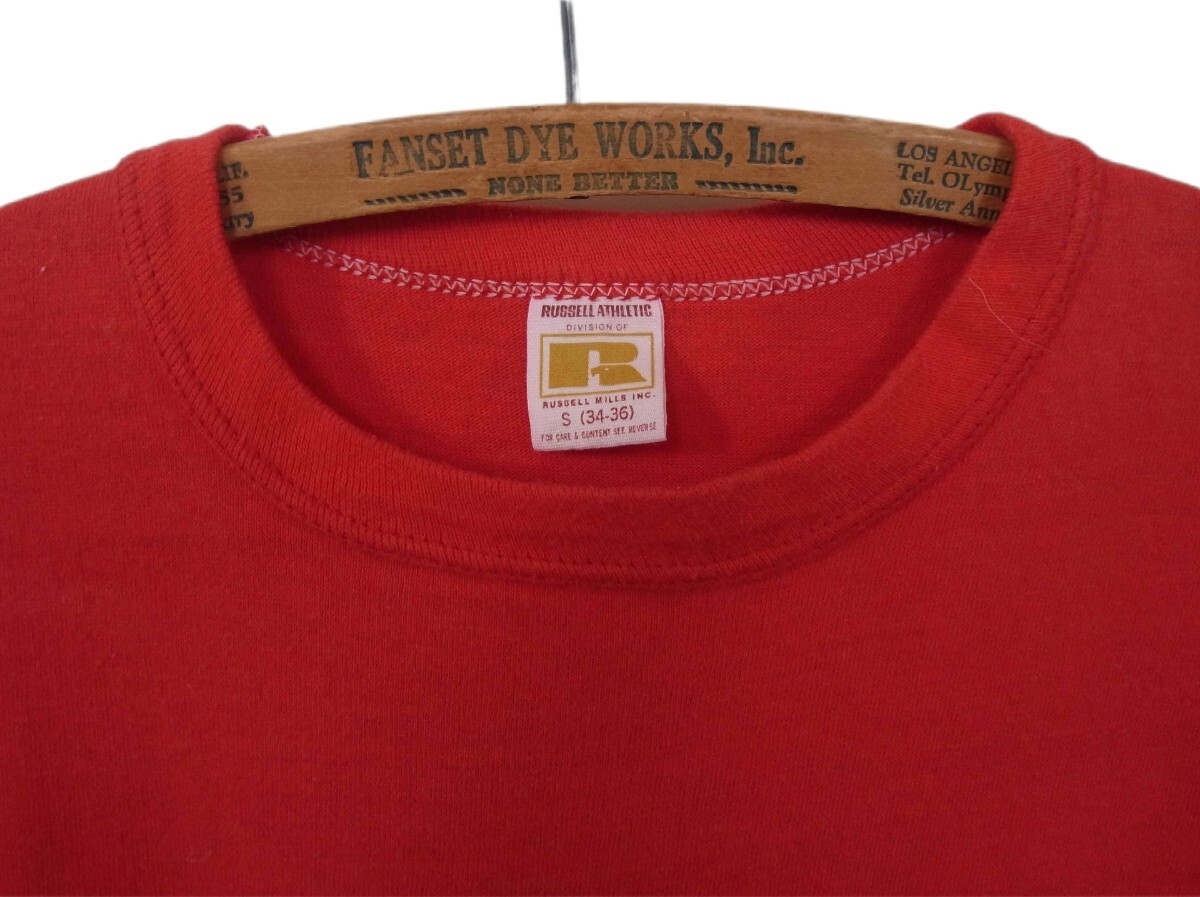 FANSET DYE WORKS, Inc.
NONE BETTER
LOS ANGEL
Tel. OLymp
Silver Ann
RUSSELL ATHLETIC
DIVISION OF
R
RUSSELL MILLS INC.
S (34-36)
FOR CARE & CONTENT SEE REVERSE